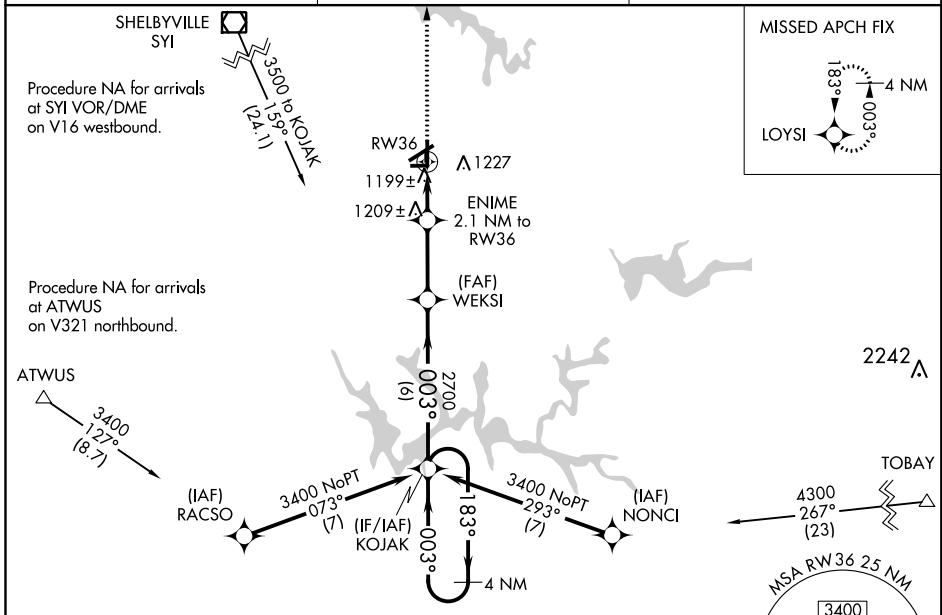 SHELBYVILLE
SYI
3500 to KOJAK
159°
(24.1)
Procedure NA for arrivals
at SYI VOR/DME
on V16 westbound.
MISSED APCH FIX
183°
4 NM
003°
LOYSI
RW36
1227
1199±
1209±
ENIME
2.1 NM to
RW36
(FAF)
WEKSI
Procedure NA for arrivals
at ATWUS
on V321 northbound.
2242
ATWUS
3400
127°
(8.7)
2700
003°
(6)
TOBAY
4300
267°
(23)
(IAF)
RACSO
3400 NoPT
073°
(7)
(IF/IAF)
KOJAK
003°
183°
4 NM
3400 NoPT
293°
(7)
(IAF)
NONCI
MSA RW36 25 NM
3400